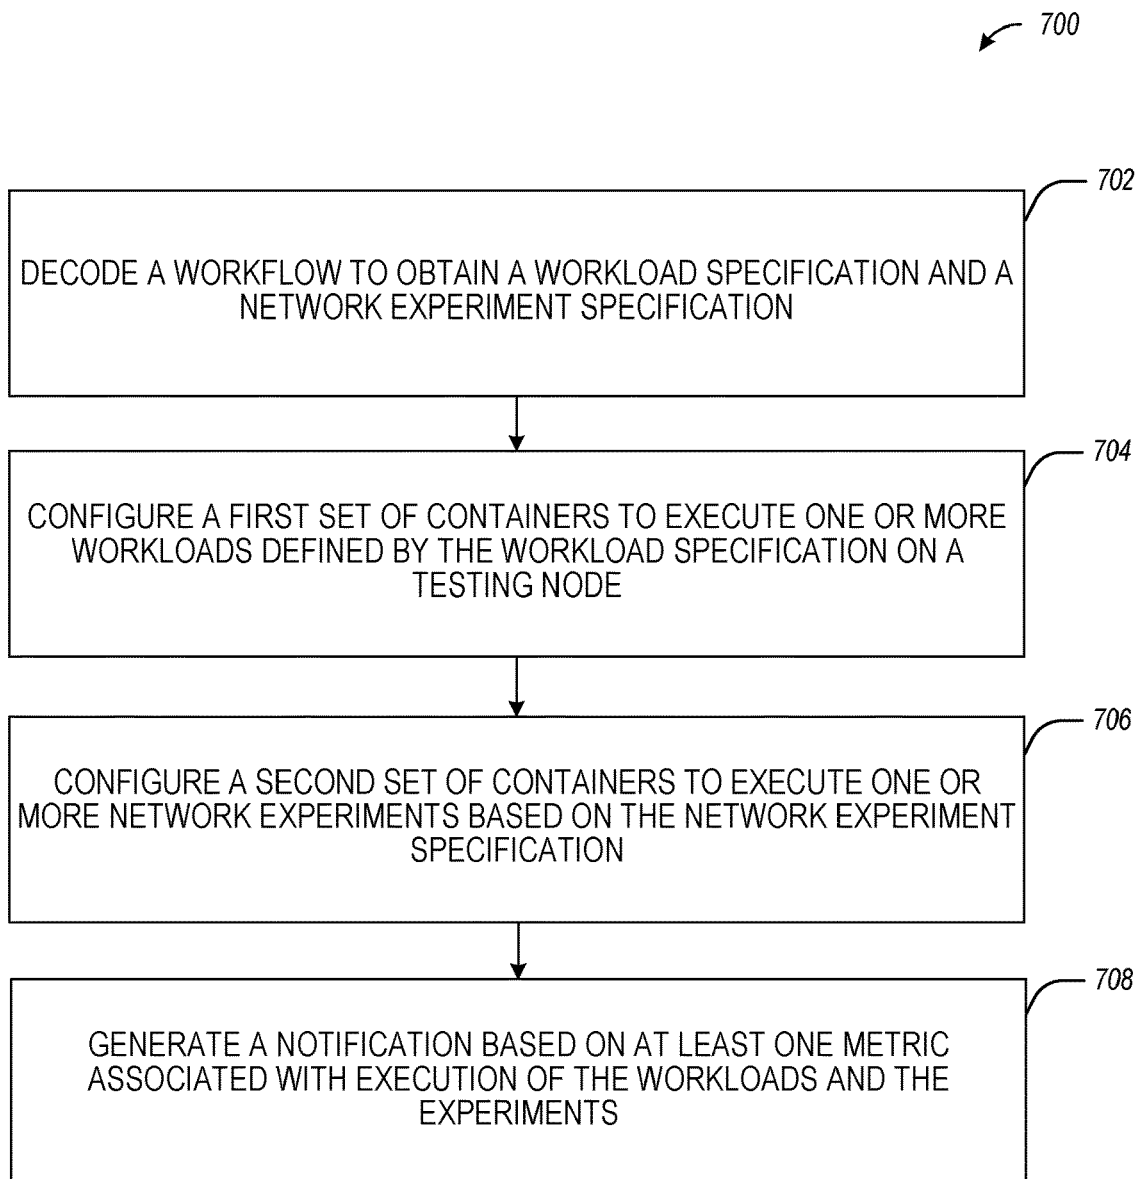 700
702
DECODE A WORKFLOW TO OBTAIN A WORKLOAD SPECIFICATION AND A
NETWORK EXPERIMENT SPECIFICATION
704
CONFIGURE A FIRST SET OF CONTAINERS TO EXECUTE ONE OR MORE
WORKLOADS DEFINED BY THE WORKLOAD SPECIFICATION ON A
TESTING NODE
706
CONFIGURE A SECOND SET OF CONTAINERS TO EXECUTE ONE OR
MORE NETWORK EXPERIMENTS BASED ON THE NETWORK EXPERIMENT
SPECIFICATION
708
GENERATE A NOTIFICATION BASED ON AT LEAST ONE METRIC
ASSOCIATED WITH EXECUTION OF THE WORKLOADS AND THE
EXPERIMENTS